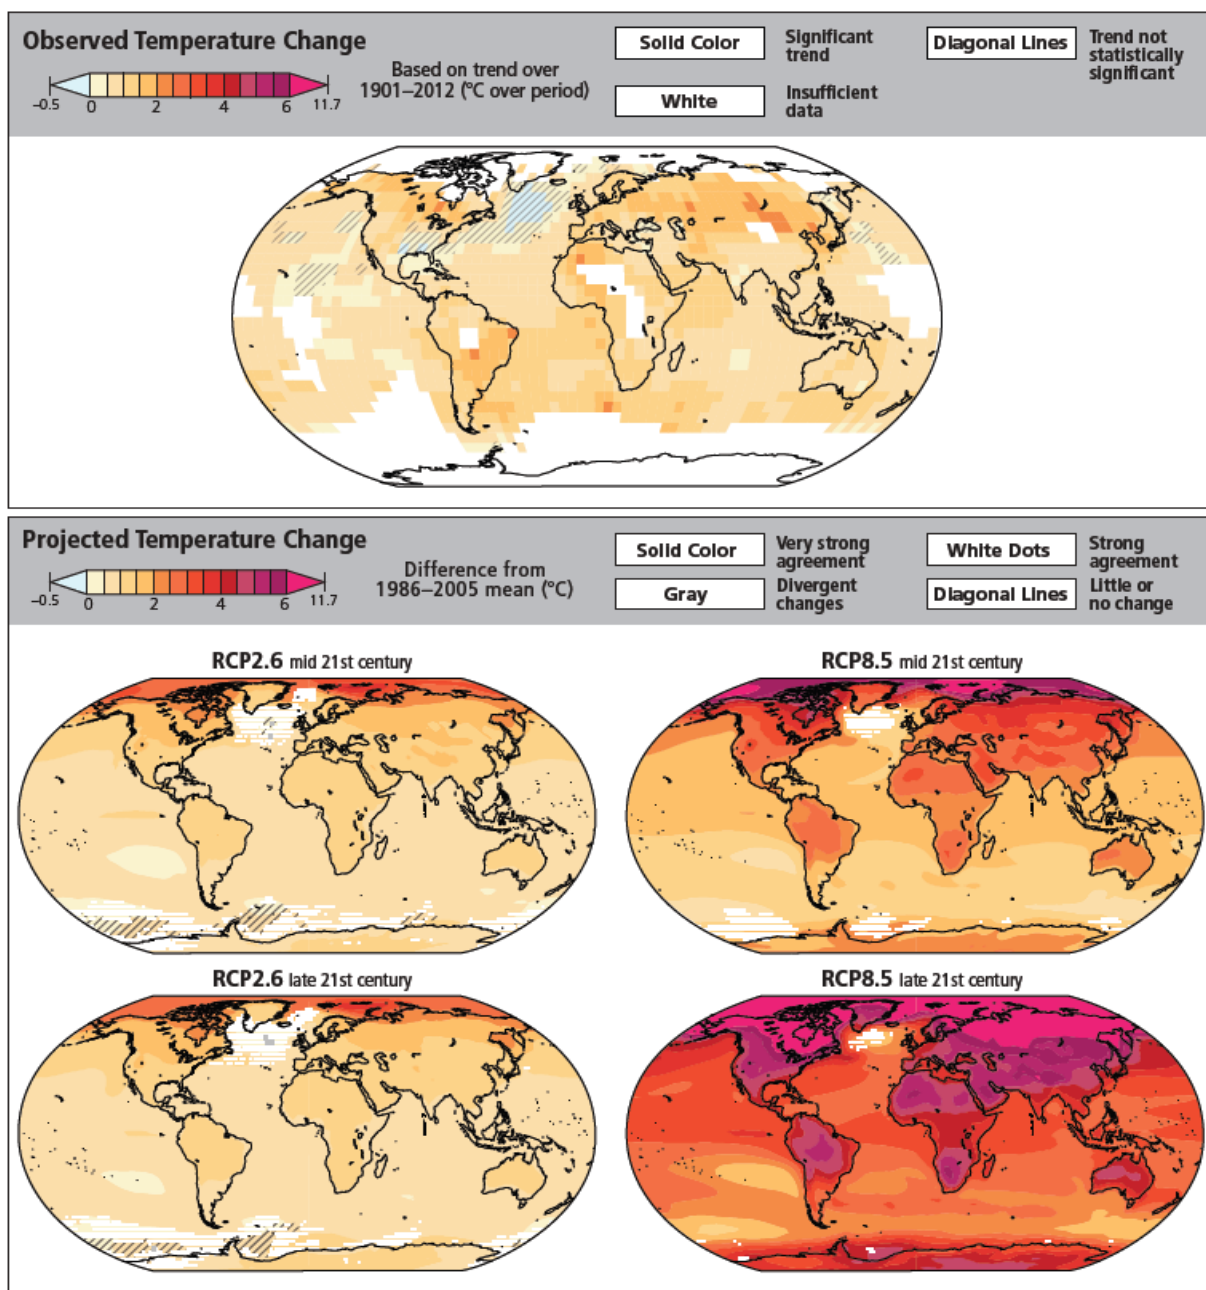 Observed Temperature Change
Based on trend over
1901–2012 (°C over period)
–0.5 0 2 4 6 11.7
Solid Color
Significant
trend
Diagonal Lines
Trend not
statistically
significant
White
Insufficient
data
Projected Temperature Change
Difference from
1986–2005 mean (°C)
–0.5 0 2 4 6 11.7
Solid Color
Very strong
agreement
White Dots
Strong
agreement
Gray
Divergent
changes
Diagonal Lines
Little or
no change
RCP2.6 mid 21st century
RCP8.5 mid 21st century
RCP2.6 late 21st century
RCP8.5 late 21st century